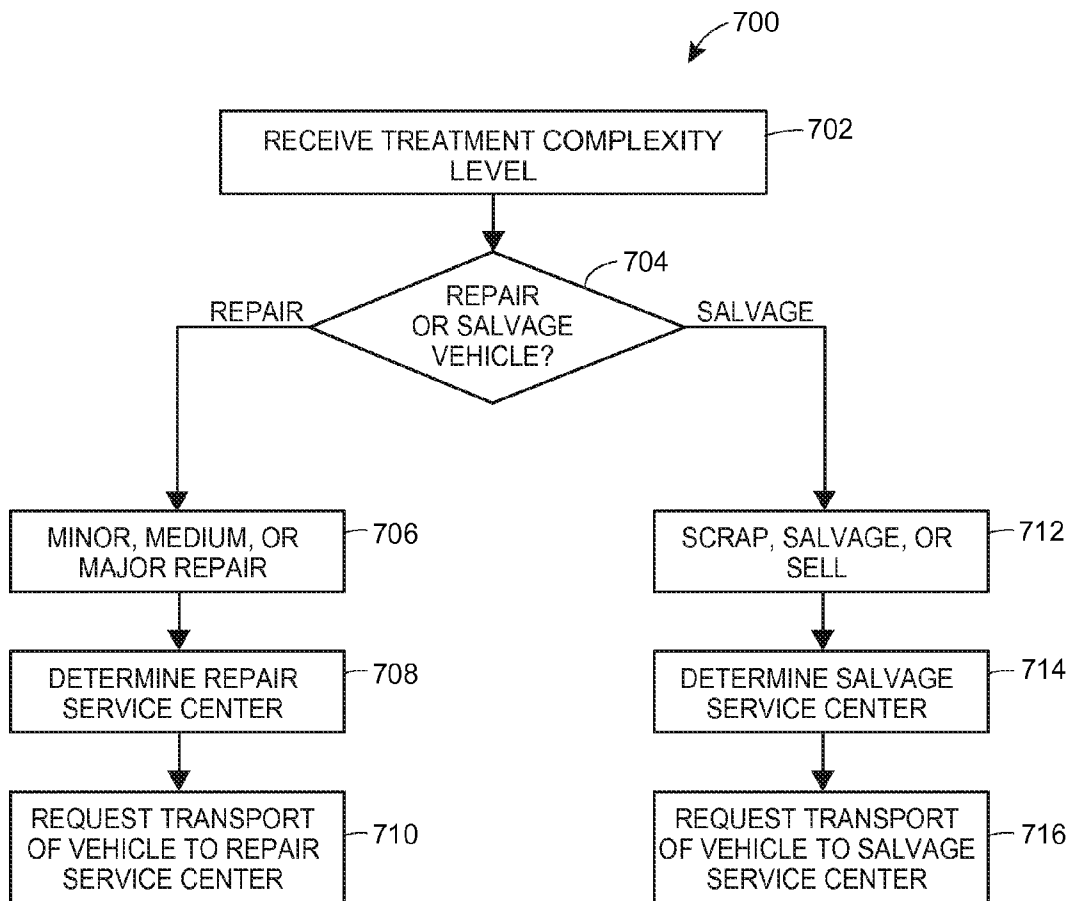 700
RECEIVE TREATMENT COMPLEXITY
LEVEL
702
704
REPAIR
REPAIR
OR SALVAGE
VEHICLE?
SALVAGE
MINOR, MEDIUM, OR
MAJOR REPAIR
706
DETERMINE REPAIR
SERVICE CENTER
708
REQUEST TRANSPORT
OF VEHICLE TO REPAIR
SERVICE CENTER
710
SCRAP, SALVAGE, OR
SELL
712
DETERMINE SALVAGE
SERVICE CENTER
714
REQUEST TRANSPORT
OF VEHICLE TO SALVAGE
SERVICE CENTER
716